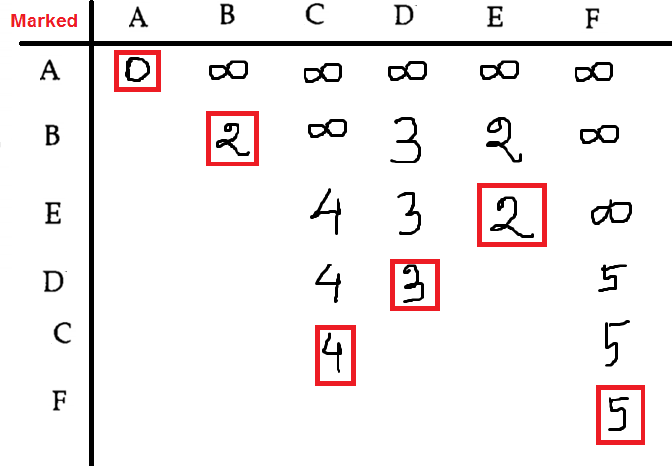 Marked A B C D E F
A 0 ∞ ∞ ∞ ∞ ∞
B 2 ∞ 3 2 ∞
E 4 3 2 ∞
D 4 3 5
C 4 5
F 5